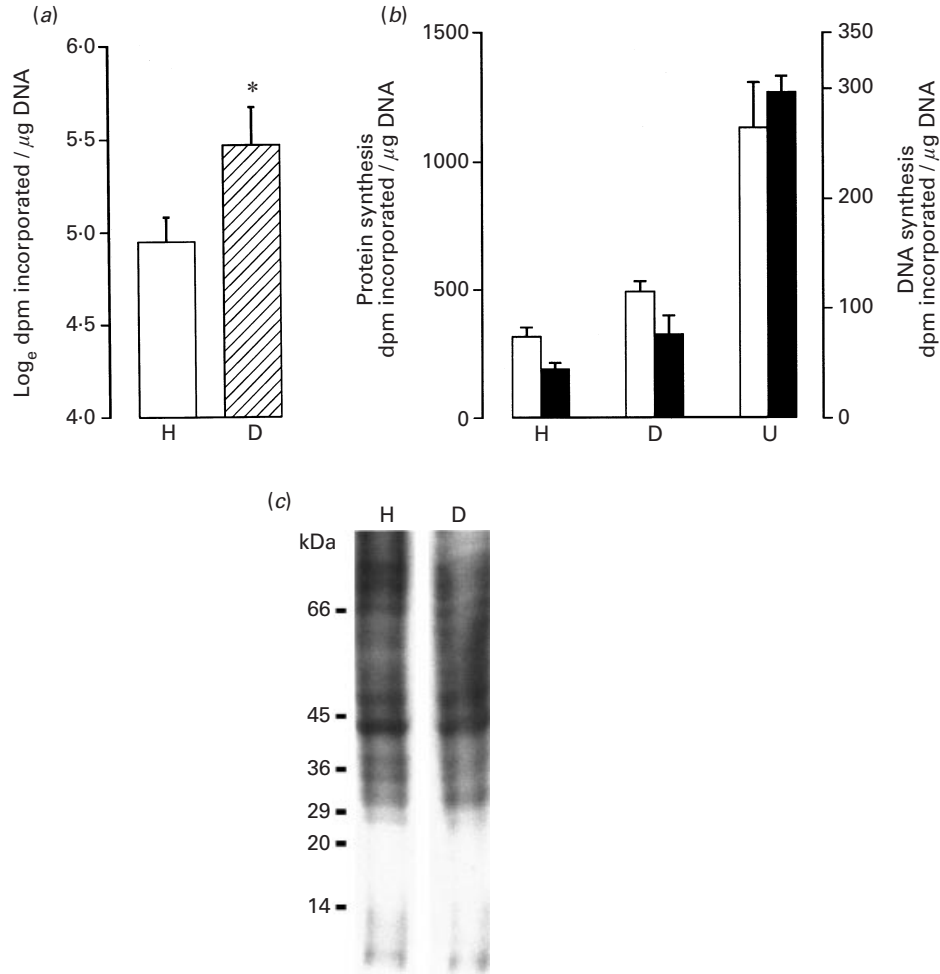 (a)
Log_e dpm incorporated / μg DNA
6·0
5·5
5·0
4·5
4·0
*
H D
(b)
Protein synthesis
dpm incorporated / μg DNA
1500
1000
500
0
H D U
350
300
200
100
0
DNA synthesis
dpm incorporated / μg DNA
(c)
H D
kDa
66
45
36
29
20
14